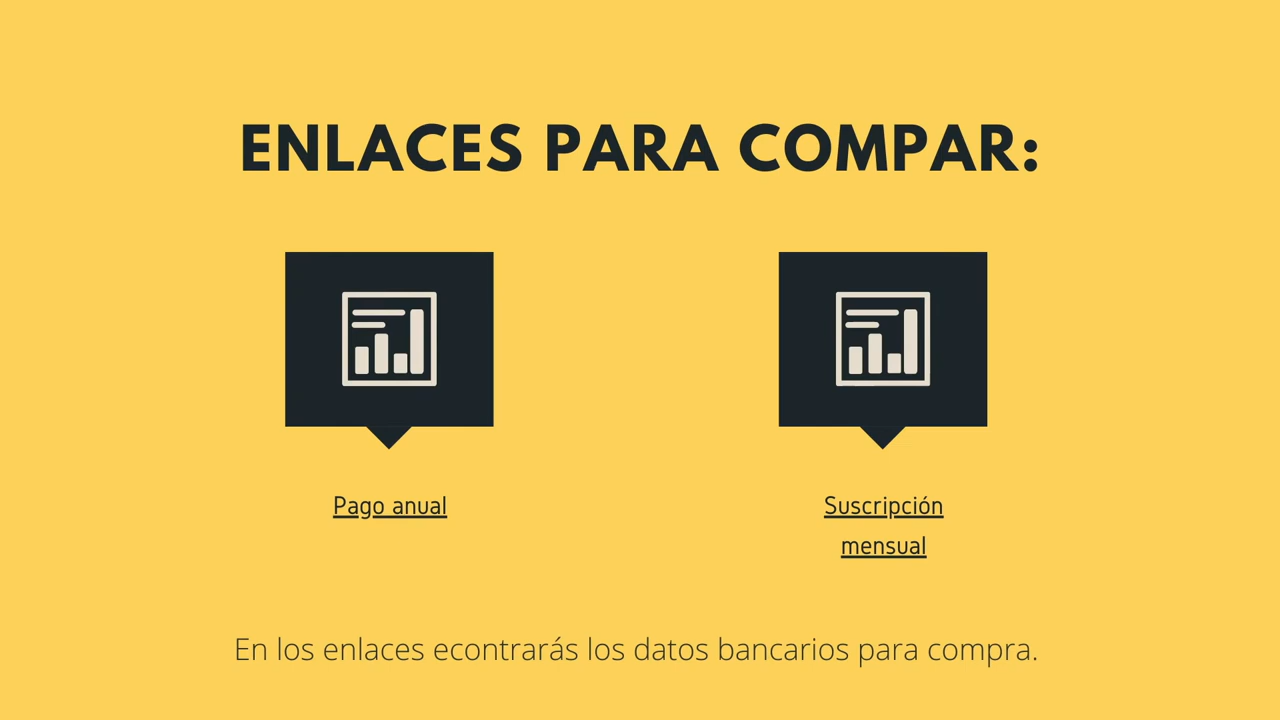 ENLACES PARA COMPAR:
Pago anual
Suscripción
mensual
En los enlaces econtrarás los datos bancarios para compra.